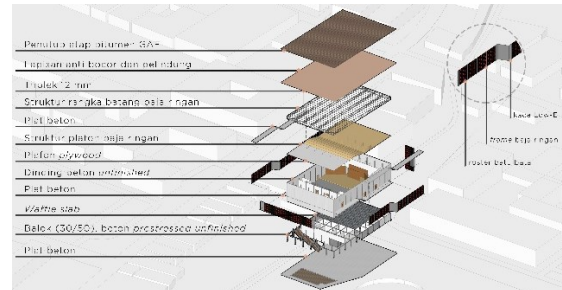 Penutup atap bitumen GAF
Lapisan anti bocor dan pelindung
12 mm
Struktur rangka batang baja ringan
Plat beton
Struktur plafon baja ringan
Plafon plywood
Dinding beton unfinished
Plat beton
Waffle slab
Balok (30/50), beton prestressed unfinished
Plat beton
kaca Low-E
frame baja ringan
roster batu bata